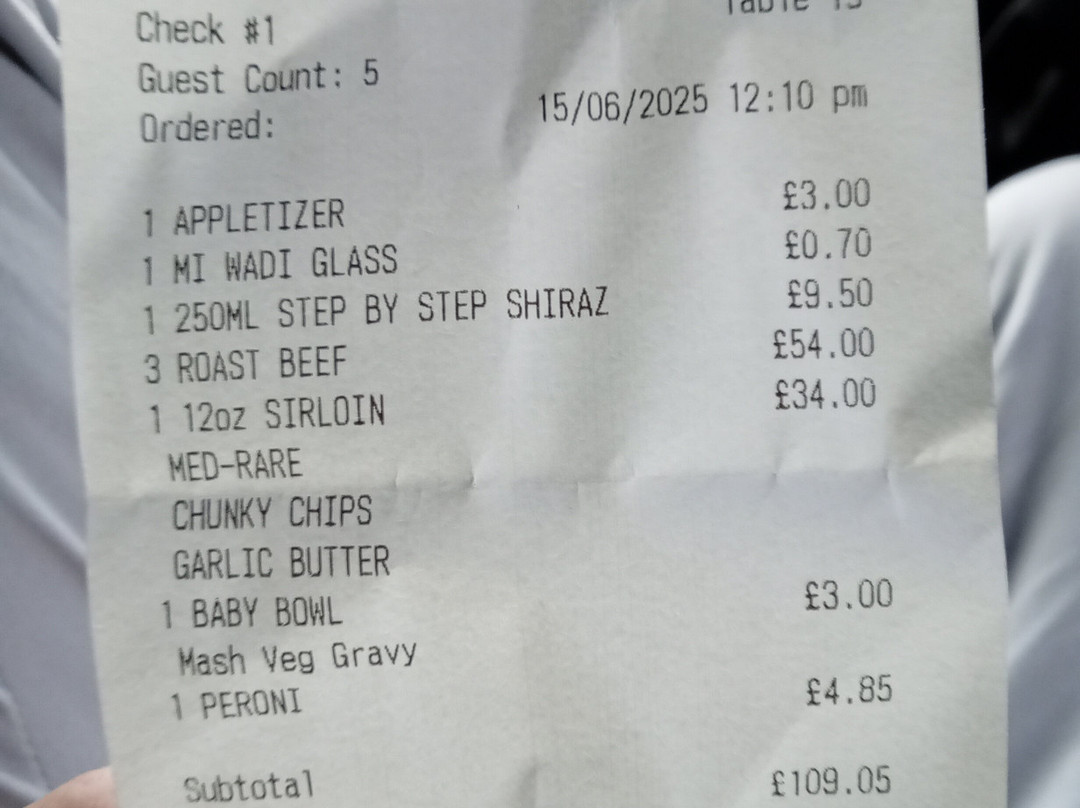 Table 15
Check #1
Guest Count: 5
Ordered: 15/06/2025 12:10 pm
1 APPLETIZER £3.00
1 MI WADI GLASS £0.70
1 250ML STEP BY STEP SHIRAZ £9.50
3 ROAST BEEF £54.00
1 12oz SIRLOIN £34.00
MED-RARE
CHUNKY CHIPS
GARLIC BUTTER
1 BABY BOWL £3.00
Mash Veg Gravy
1 PERONI £4.85
Subtotal £109.05